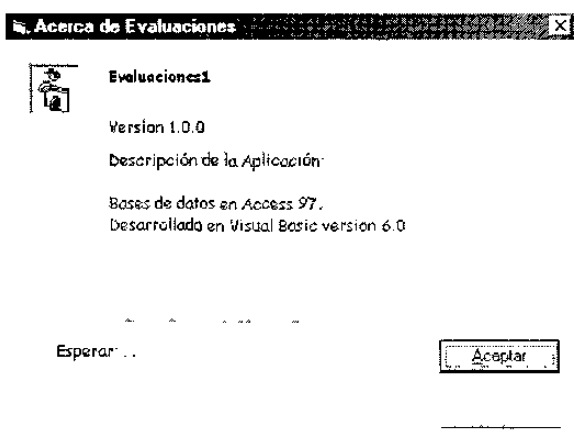 Acerca de Evaluaciones
Evaluaciones1
Version 1.0.0
Descripción de la Aplicación:
Bases de datos en Access 97.
Desarrollado en Visual Basic version 6.0
Esperar...
Aceptar